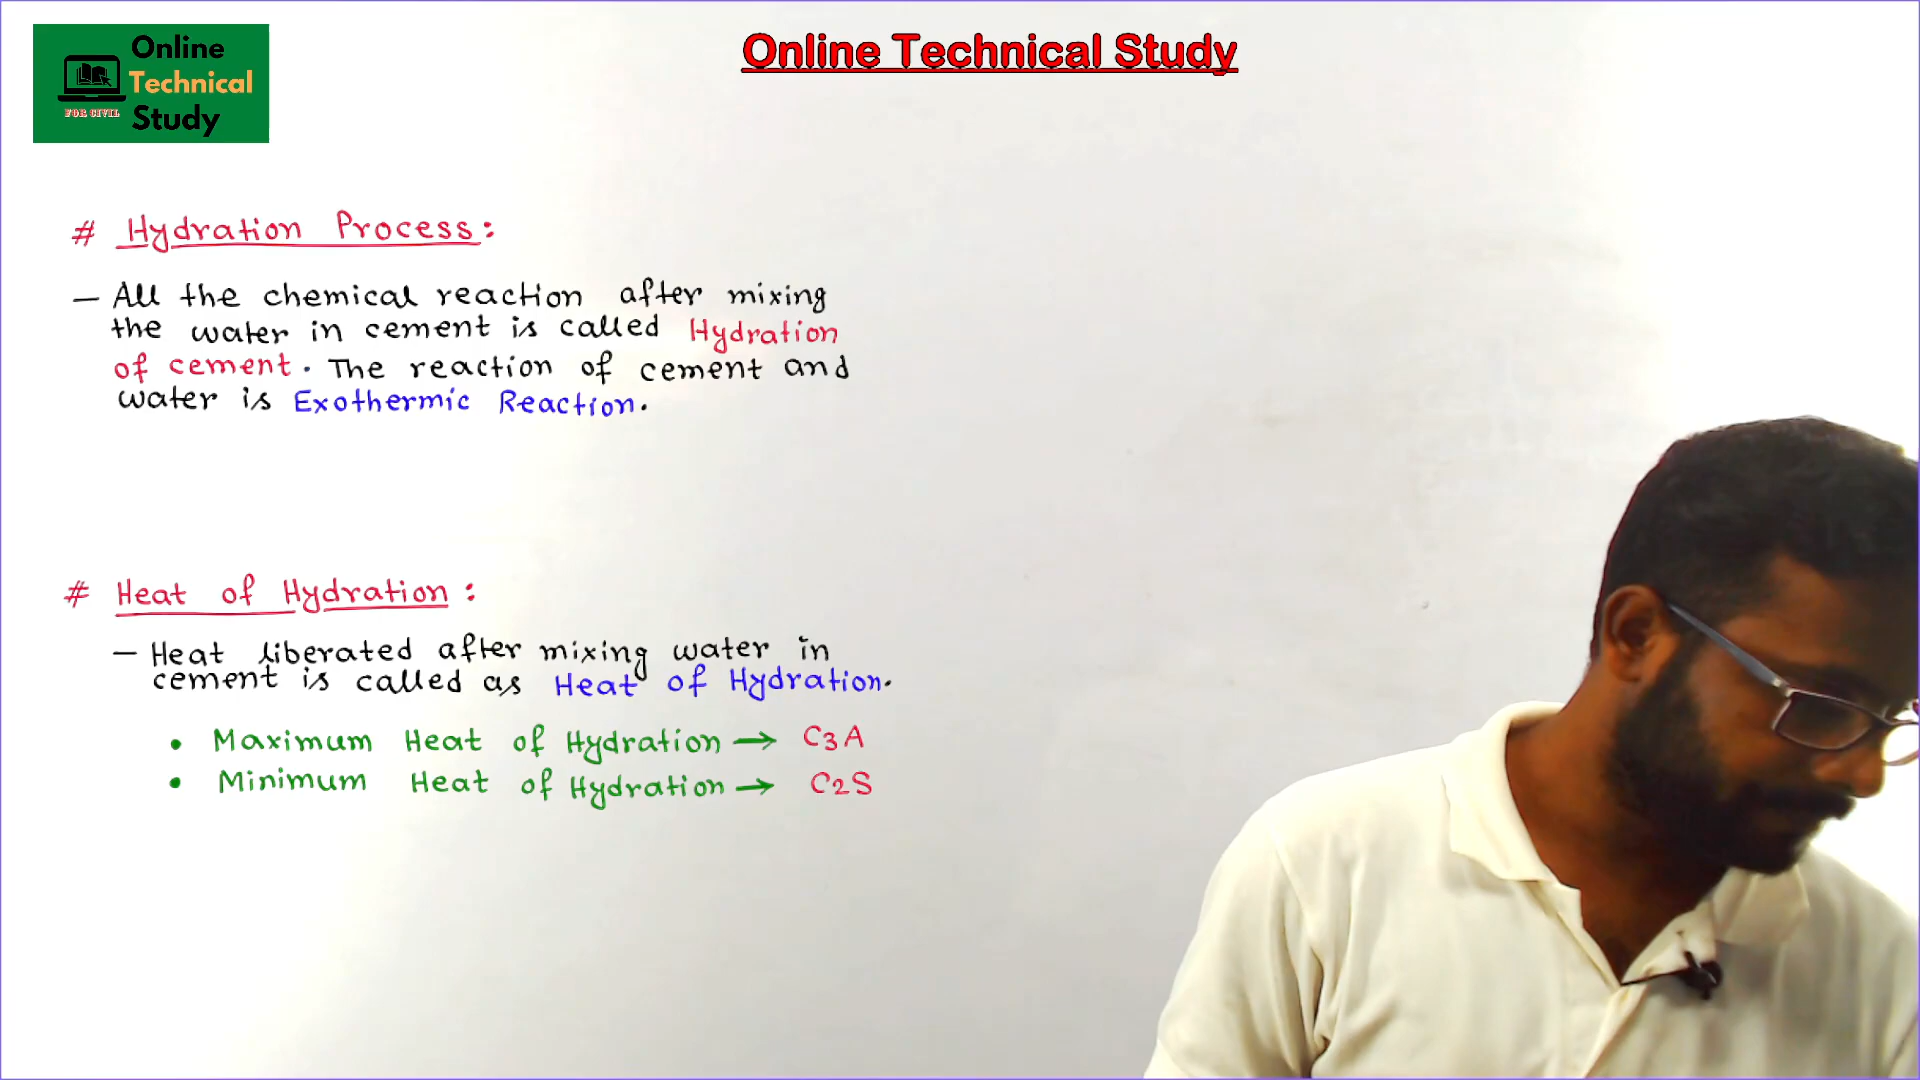 Online
Technical
Study
FOR CIVIL
Online Technical Study
# Hydration Process:
— All the chemical reaction after mixing
the water in cement is called Hydration
of cement. The reaction of cement and
water is Exothermic Reaction.
# Heat of Hydration :
— Heat liberated after mixing water in
cement is called as Heat of Hydration.
• Maximum Heat of Hydration → C3A
• Minimum Heat of Hydration → C2S